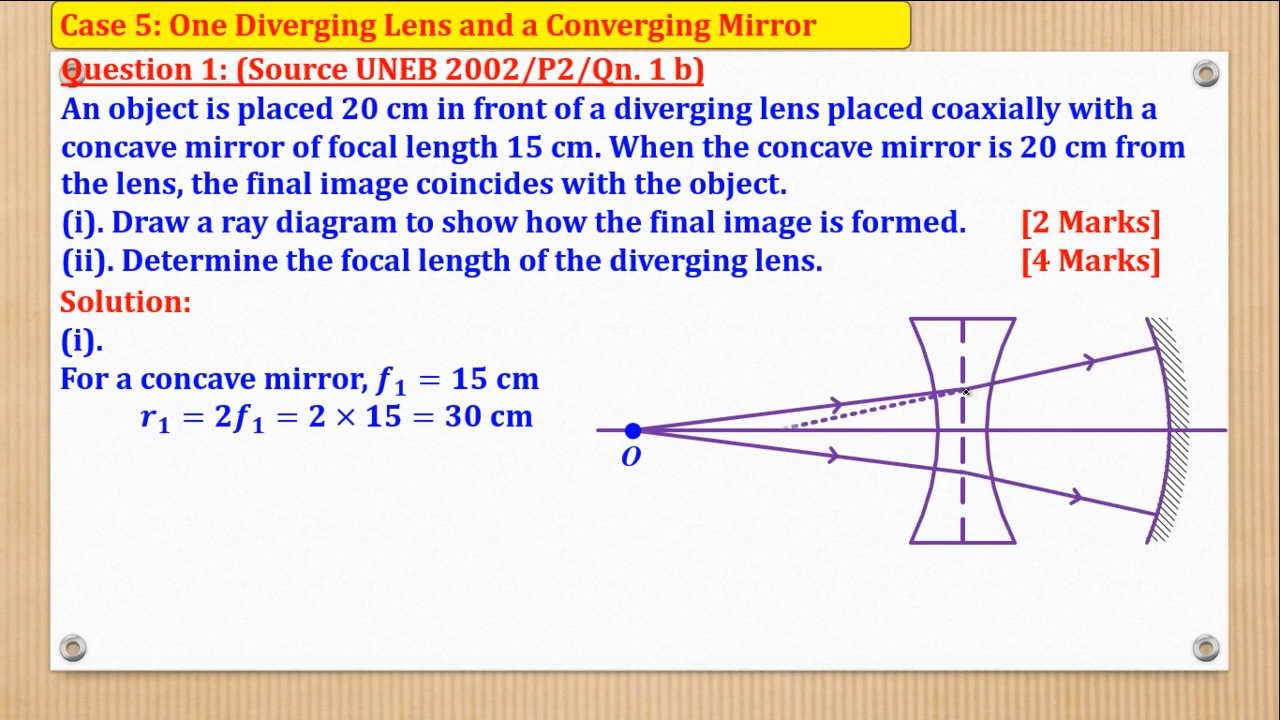 Case 5: One Diverging Lens and a Converging Mirror
Question 1: (Source UNEB 2002/P2/Qn. 1 b)
An object is placed 20 cm in front of a diverging lens placed coaxially with a
concave mirror of focal length 15 cm. When the concave mirror is 20 cm from
the lens, the final image coincides with the object.
(i). Draw a ray diagram to show how the final image is formed. [2 Marks]
(ii). Determine the focal length of the diverging lens. [4 Marks]
Solution:
(i).
For a concave mirror, f₁ = 15 cm
r₁ = 2f₁ = 2 × 15 = 30 cm
O